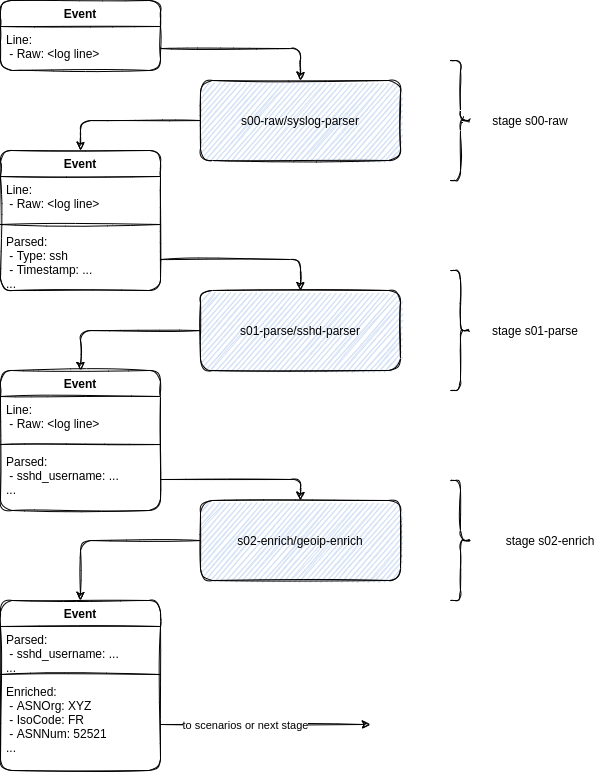 Event
Line:
- Raw: <log line>
s00-raw/syslog-parser
stage s00-raw
Event
Line:
- Raw: <log line>
Parsed:
- Type: ssh
- Timestamp: ...
...
s01-parse/sshd-parser
stage s01-parse
Event
Line:
- Raw: <log line>
Parsed:
- sshd_username: ...
...
s02-enrich/geoip-enrich
stage s02-enrich
Event
Parsed:
- sshd_username: ...
...
Enriched:
- ASNOrg: XYZ
- IsoCode: FR
- ASNNum: 52521
...
to scenarios or next stage